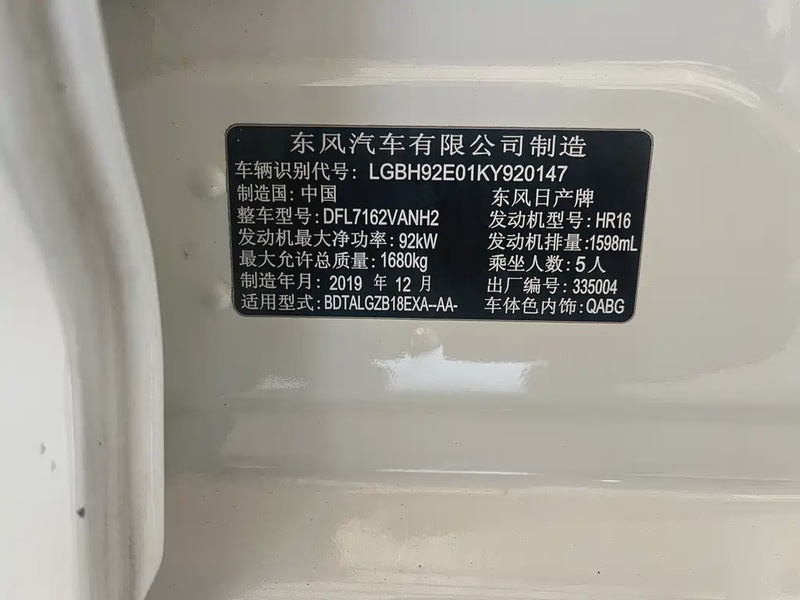 东风汽车有限公司制造
车辆识别代号: LGBH92E01KY920147
制造国: 中国 东风日产牌
整车型号: DFL7162VANH2 发动机型号: HR16
发动机最大净功率: 92kW 发动机排量: 1598mL
最大允许总质量: 1680kg 乘坐人数: 5人
制造年月: 2019 年 12 月 出厂编号: 335004
适用型式: BDTALGZB18EXA--AA- 车体色内饰: QABG